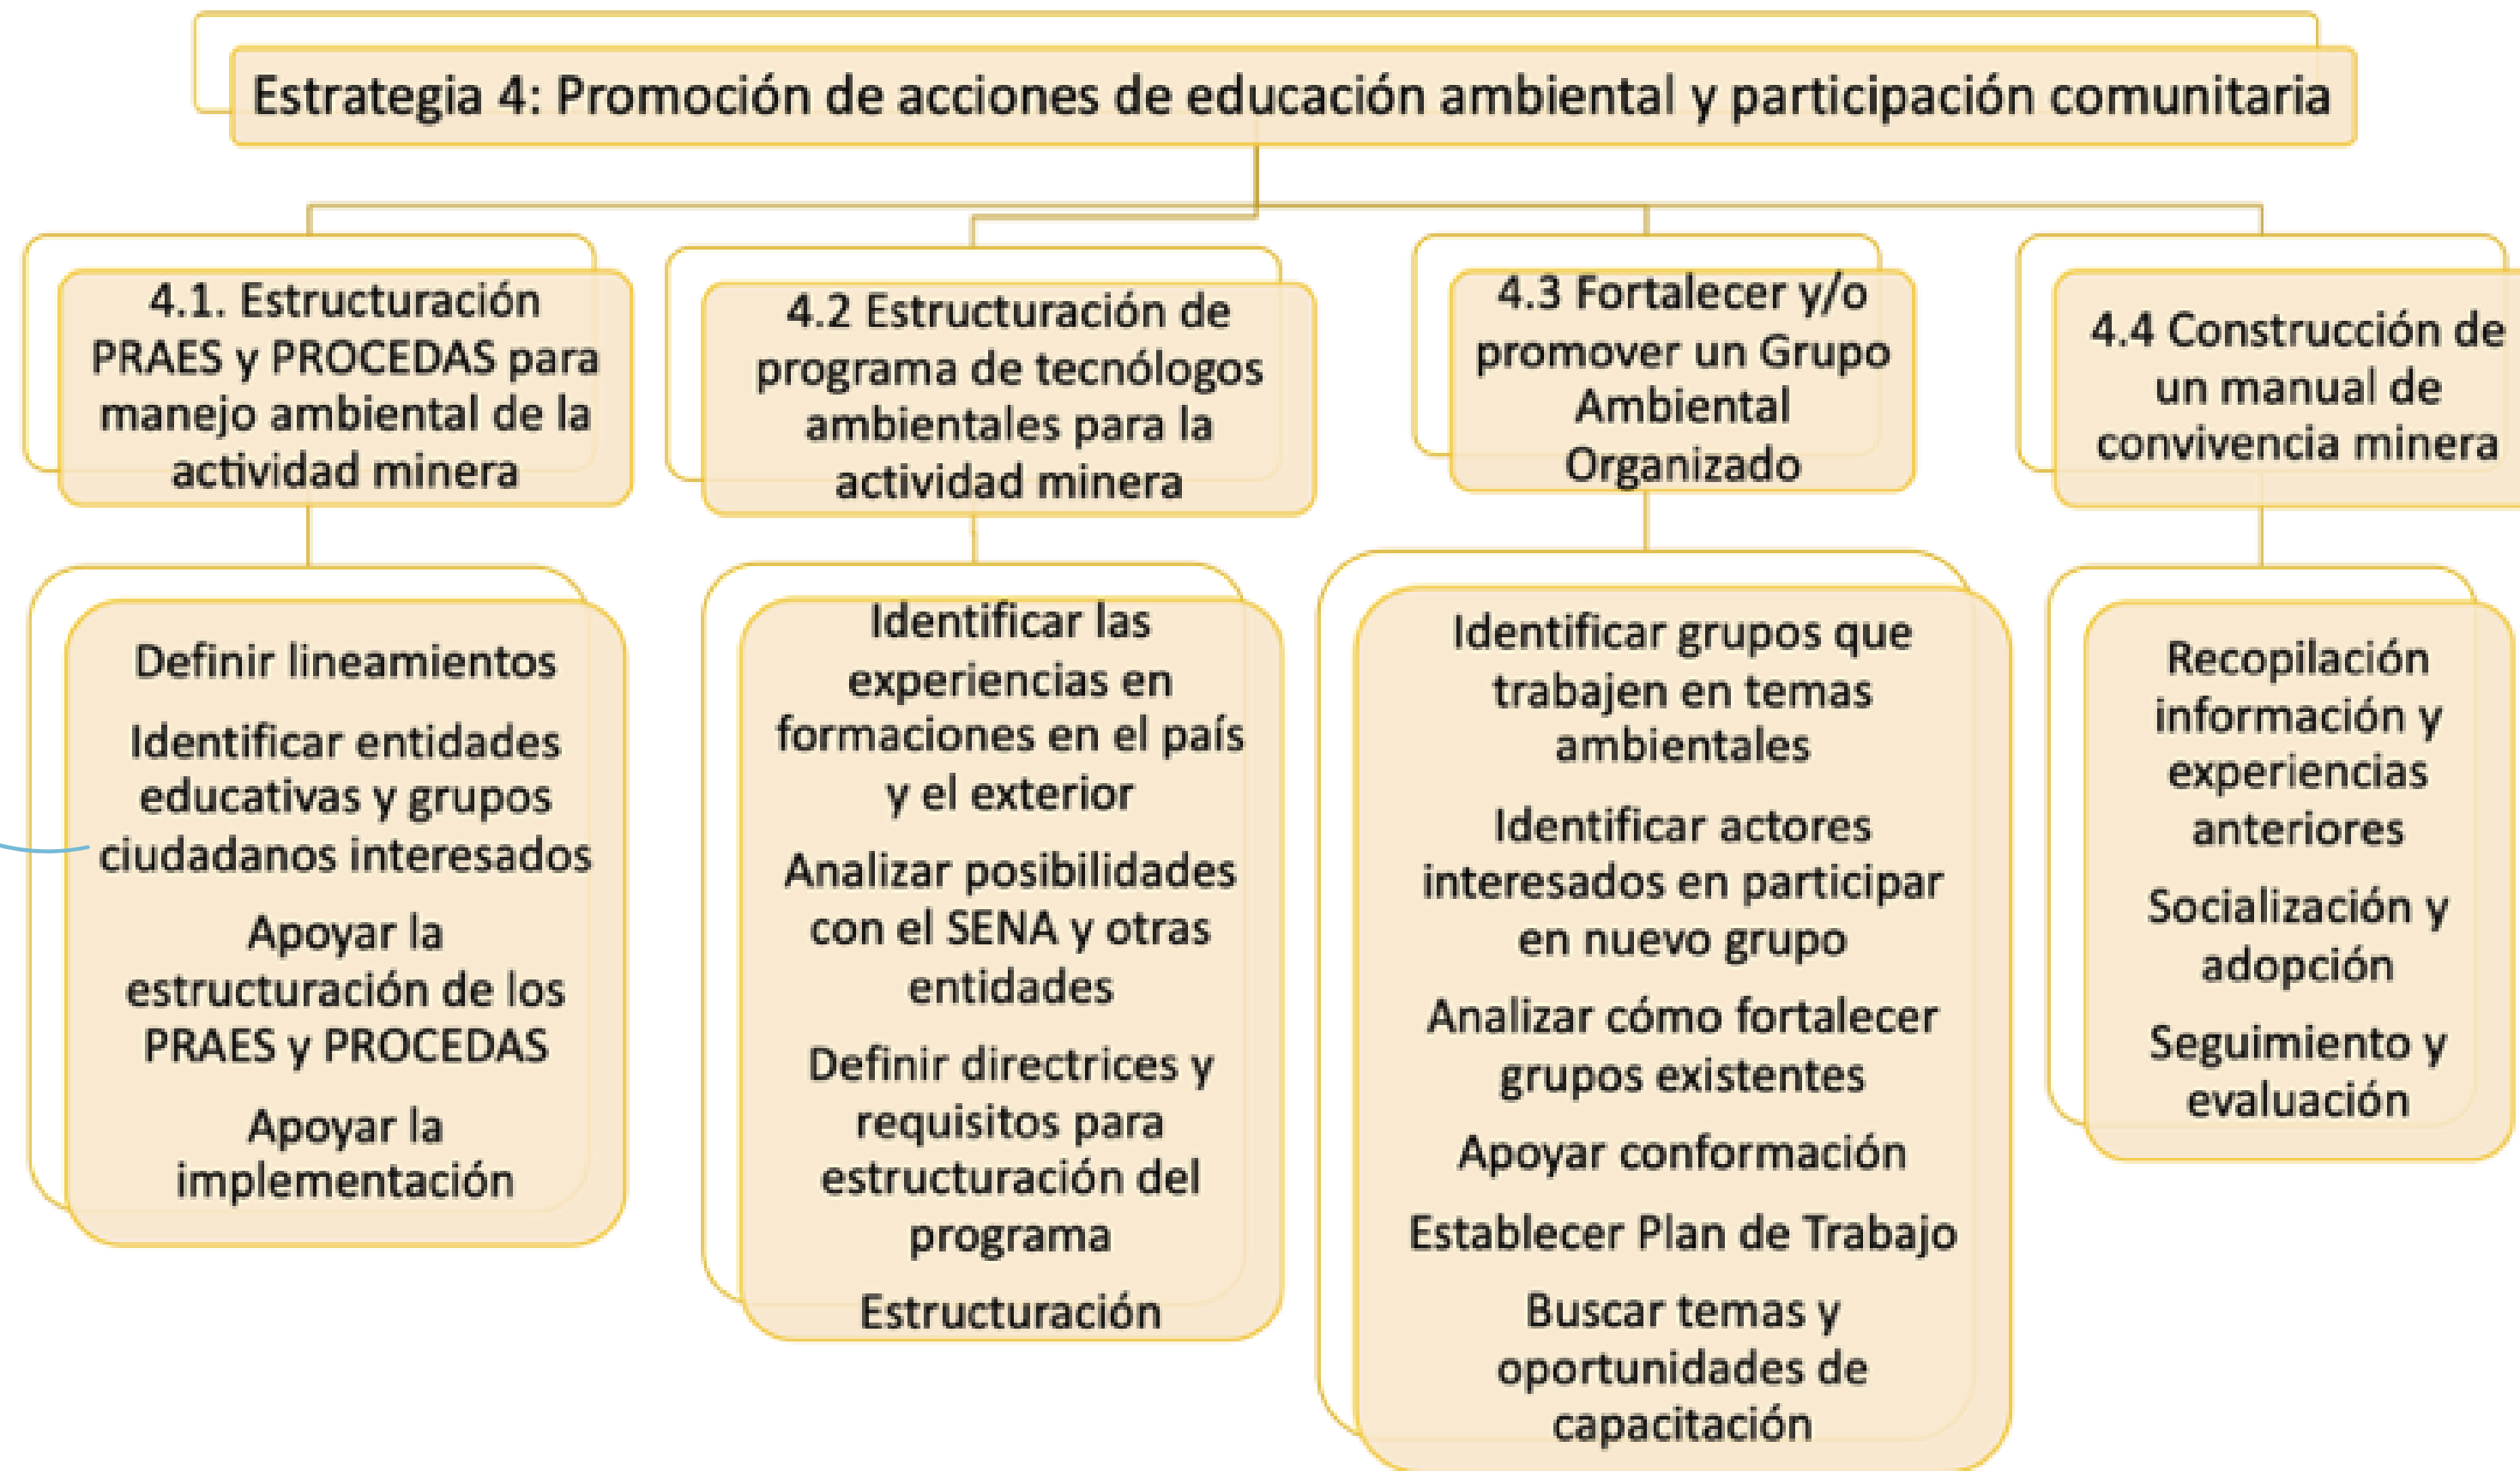 Estrategia 4: Promoción de acciones de educación ambiental y participación comunitaria
4.1. Estructuración
PRAES y PROCEDAS para
manejo ambiental de la
actividad minera
Definir lineamientos
Identificar entidades
educativas y grupos
ciudadanos interesados
Apoyar la
estructuración de los
PRAES y PROCEDAS
Apoyar la
implementación
4.2 Estructuración de
programa de tecnólogos
ambientales para la
actividad minera
Identificar las
experiencias en
formaciones en el país
y el exterior
Analizar posibilidades
con el SENA y otras
entidades
Definir directrices y
requisitos para
estructuración del
programa
Estructuración
4.3 Fortalecer y/o
promover un Grupo
Ambiental
Organizado
Identificar grupos que
trabajen en temas
ambientales
Identificar actores
interesados en participar
en nuevo grupo
Analizar cómo fortalecer
grupos existentes
Apoyar conformación
Establecer Plan de Trabajo
Buscar temas y
oportunidades de
capacitación
4.4 Construcción de
un manual de
convivencia minera
Recopilación
información y
experiencias
anteriores
Socialización y
adopción
Seguimiento y
evaluación